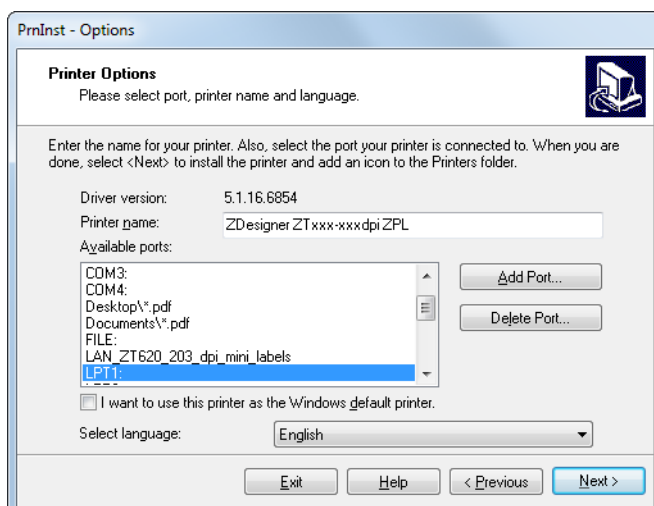 PrnInst - Options
Printer Options
Please select port, printer name and language.
Enter the name for your printer. Also, select the port your printer is connected to. When you are
done, select <Next> to install the printer and add an icon to the Printers folder.
Driver version: 5.1.16.6854
Printer name: ZDesigner ZTxxx-xxxdpi ZPL
Available ports:
COM3:
COM4:
Desktop\*.pdf
Documents\*.pdf
FILE:
LAN_ZT620_203_dpi_mini_labels
LPT1:
Add Port...
Delete Port...
I want to use this printer as the Windows default printer.
Select language: English
Exit Help < Previous Next >